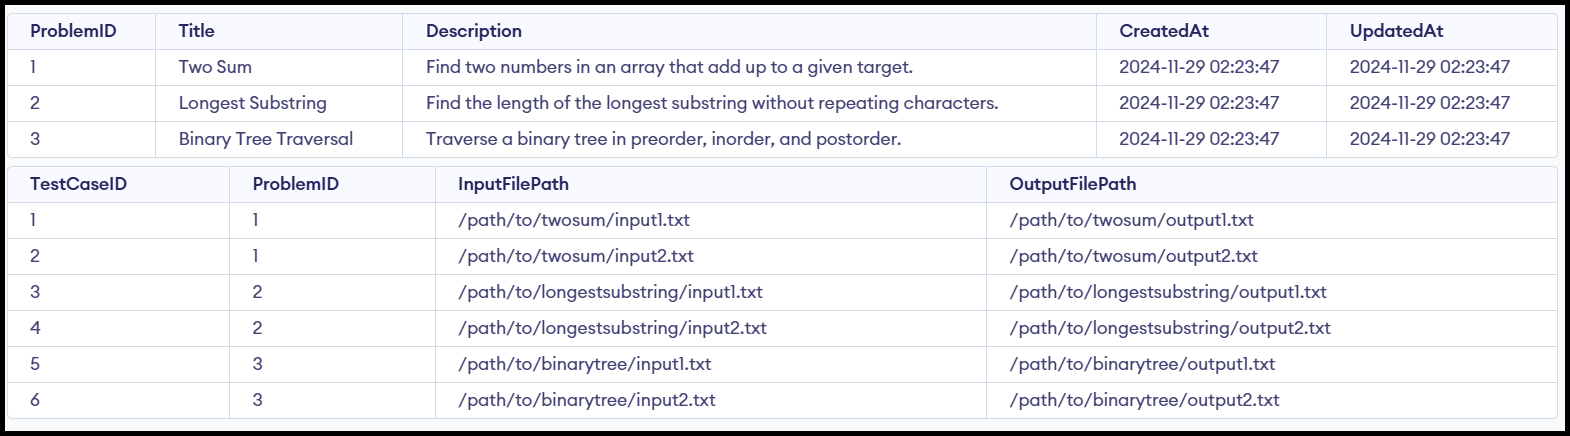 ProblemID Title Description CreatedAt UpdatedAt
1 Two Sum Find two numbers in an array that add up to a given target. 2024-11-29 02:23:47 2024-11-29 02:23:47
2 Longest Substring Find the length of the longest substring without repeating characters. 2024-11-29 02:23:47 2024-11-29 02:23:47
3 Binary Tree Traversal Traverse a binary tree in preorder, inorder, and postorder. 2024-11-29 02:23:47 2024-11-29 02:23:47
TestCaseID ProblemID InputFilePath OutputFilePath
1 1 /path/to/twosum/input1.txt /path/to/twosum/output1.txt
2 1 /path/to/twosum/input2.txt /path/to/twosum/output2.txt
3 2 /path/to/longestsubstring/input1.txt /path/to/longestsubstring/output1.txt
4 2 /path/to/longestsubstring/input2.txt /path/to/longestsubstring/output2.txt
5 3 /path/to/binarytree/input1.txt /path/to/binarytree/output1.txt
6 3 /path/to/binarytree/input2.txt /path/to/binarytree/output2.txt